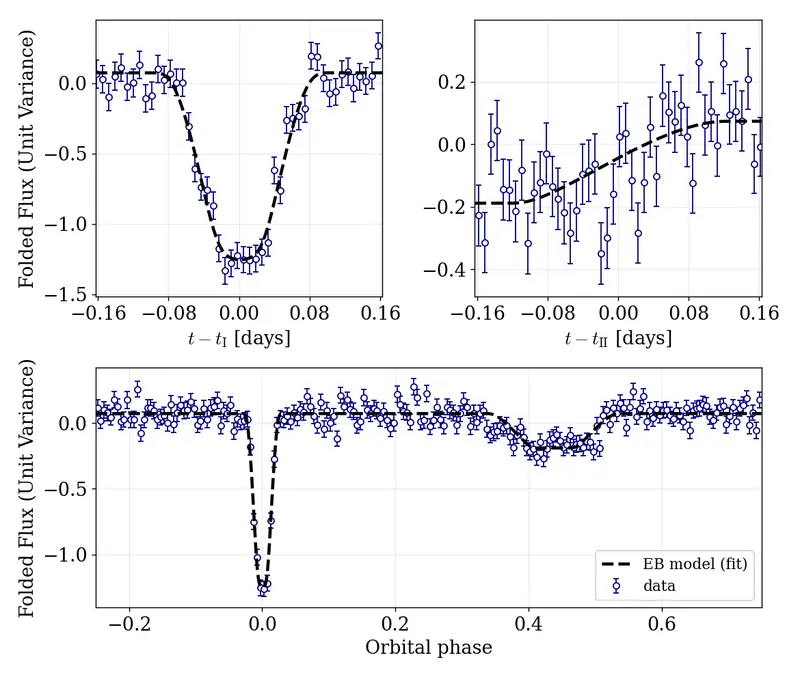 Folded Flux (Unit Variance)
0.0
−0.5
−1.0
−1.5
−0.16 −0.08 0.00 0.08 0.16
t − tI [days]
0.2
0.0
−0.2
−0.4
−0.16 −0.08 0.00 0.08 0.16
t − tII [days]
Folded Flux (Unit Variance)
0.0
−0.5
−1.0
−0.2 0.0 0.2 0.4 0.6
Orbital phase
EB model (fit)
data